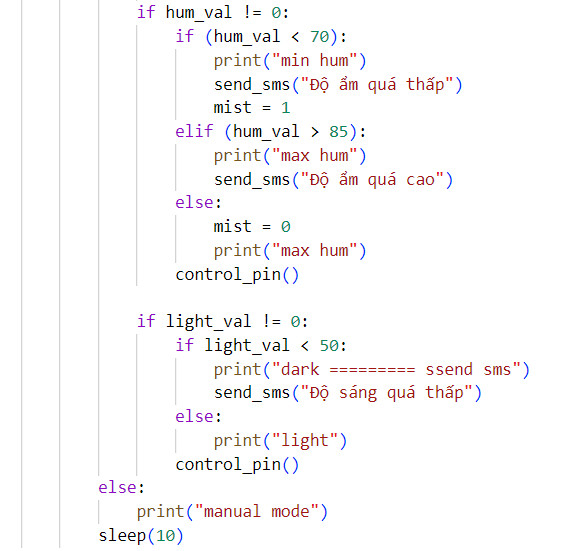 if hum_val != 0:
if (hum_val < 70):
print("min hum")
send_sms("Độ ẩm quá thấp")
mist = 1
elif (hum_val > 85):
print("max hum")
send_sms("Độ ẩm quá cao")
else:
mist = 0
print("max hum")
control_pin()
if light_val != 0:
if light_val < 50:
print("dark ========= ssend sms")
send_sms("Độ sáng quá thấp")
else:
print("light")
control_pin()
else:
print("manual mode")
sleep(10)